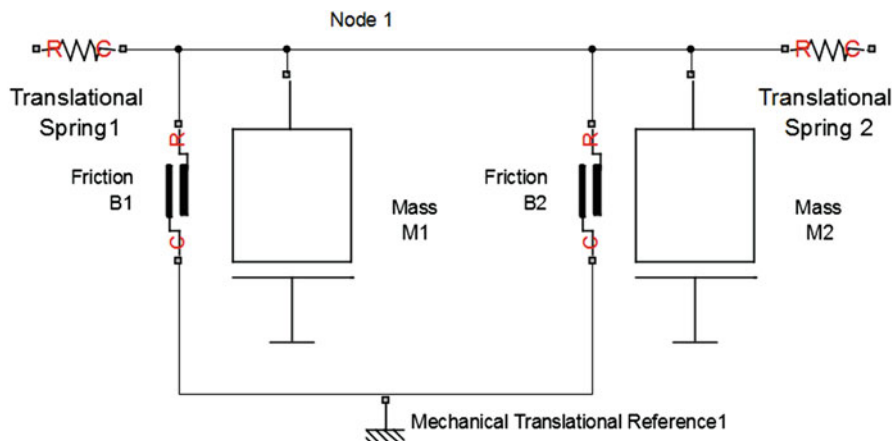 Node 1
R C
R C
Translational
Spring1
Translational
Spring 2
R
R
Friction
B1
Friction
B2
Mass
M1
Mass
M2
C
C
Mechanical Translational Reference1